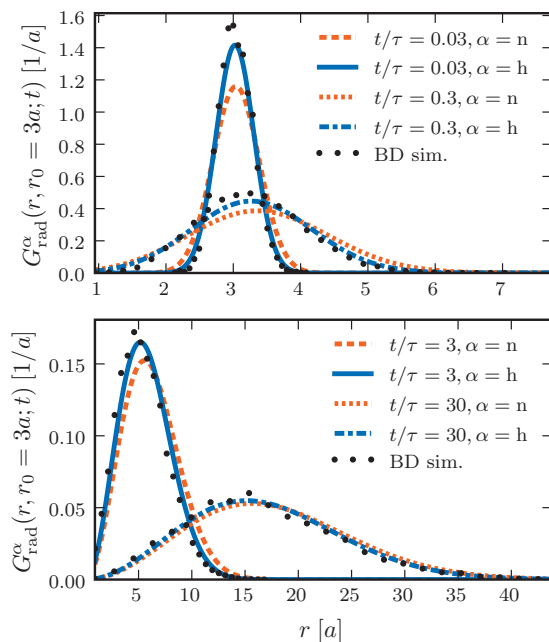 G^α_rad(r, r₀ = 3a; t) [1/a]
1.6
1.4
1.2
1.0
0.8
0.6
0.4
0.2
0.0
t/τ = 0.03, α = n
t/τ = 0.03, α = h
t/τ = 0.3, α = n
t/τ = 0.3, α = h
BD sim.
1 2 3 4 5 6 7
G^α_rad(r, r₀ = 3a; t) [1/a]
0.15
0.10
0.05
0.00
t/τ = 3, α = n
t/τ = 3, α = h
t/τ = 30, α = n
t/τ = 30, α = h
BD sim.
5 10 15 20 25 30 35 40
r [a]